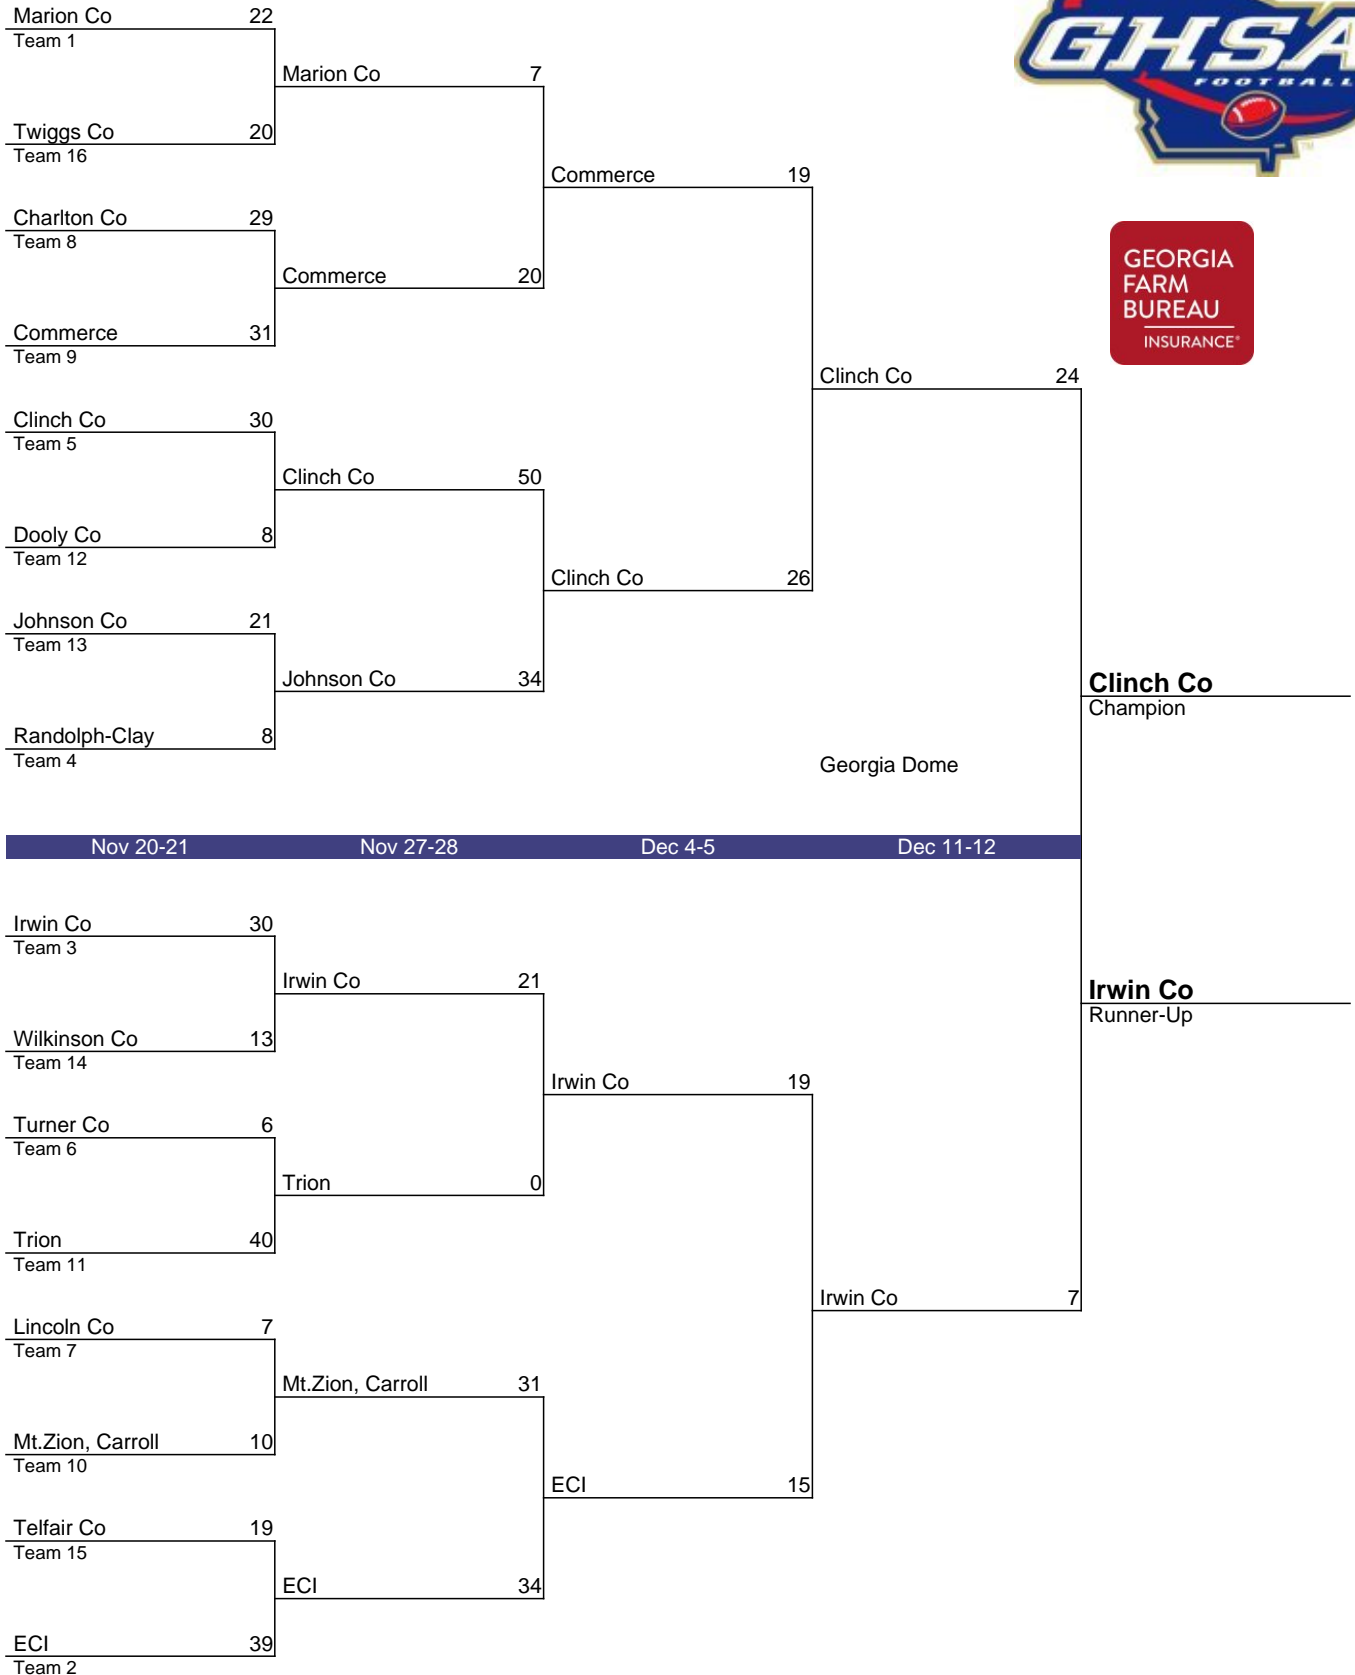 Marion Co 22
Team 1
Marion Co 7
Twiggs Co 20
Team 16
Commerce 19
Charlton Co 29
Team 8
Commerce 20
Commerce 31
Team 9
Clinch Co 24
Clinch Co 30
Team 5
Clinch Co 50
Dooly Co 8
Team 12
Clinch Co 26
Johnson Co 21
Team 13
Johnson Co 34
Randolph-Clay 8
Team 4
Clinch Co
Champion
Georgia Dome
Nov 20-21 Nov 27-28 Dec 4-5 Dec 11-12
Irwin Co 30
Team 3
Irwin Co 21
Irwin Co
Runner-Up
Wilkinson Co 13
Team 14
Irwin Co 19
Turner Co 6
Team 6
Trion 0
Trion 40
Team 11
Irwin Co 7
Lincoln Co 7
Team 7
Mt.Zion, Carroll 31
Mt.Zion, Carroll 10
Team 10
ECI 15
Telfair Co 19
Team 15
ECI 34
ECI 39
Team 2
GHSA
FOOTBALL
TM
GEORGIA
FARM
BUREAU
INSURANCE®